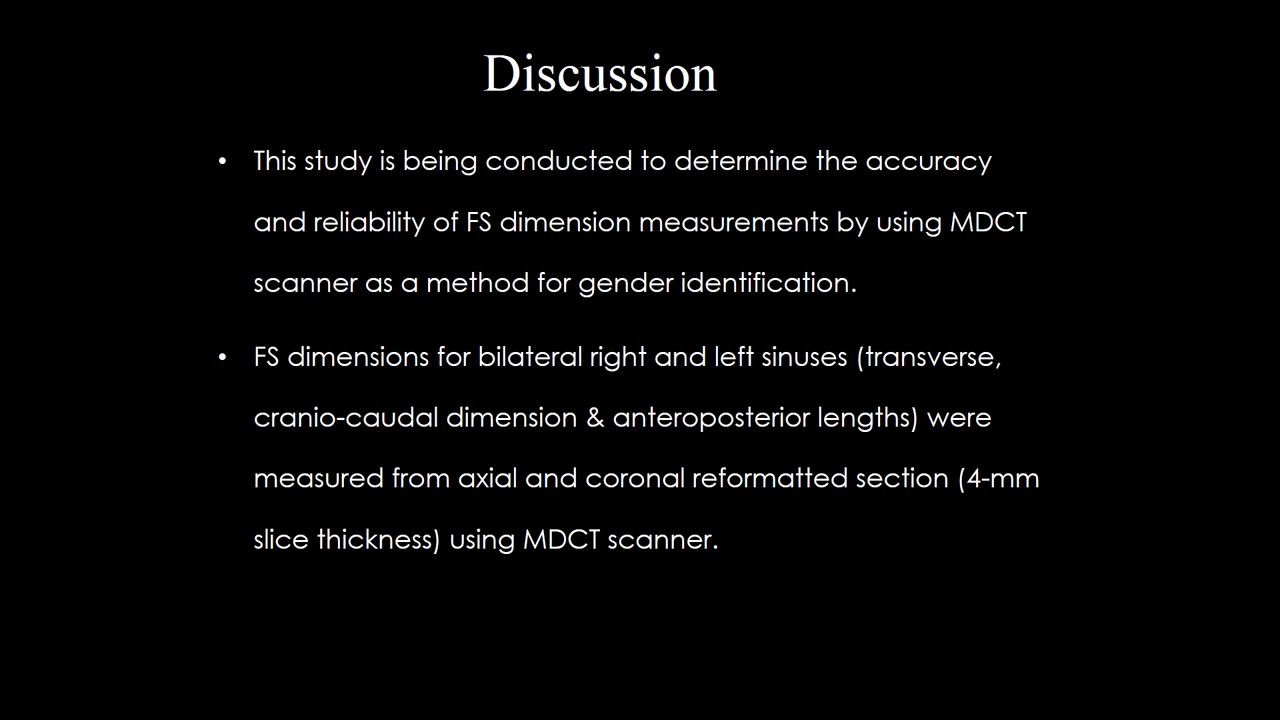 Discussion
• This study is being conducted to determine the accuracy
and reliability of FS dimension measurements by using MDCT
scanner as a method for gender identification.
• FS dimensions for bilateral right and left sinuses (transverse,
cranio-caudal dimension & anteroposterior lengths) were
measured from axial and coronal reformatted section (4-mm
slice thickness) using MDCT scanner.